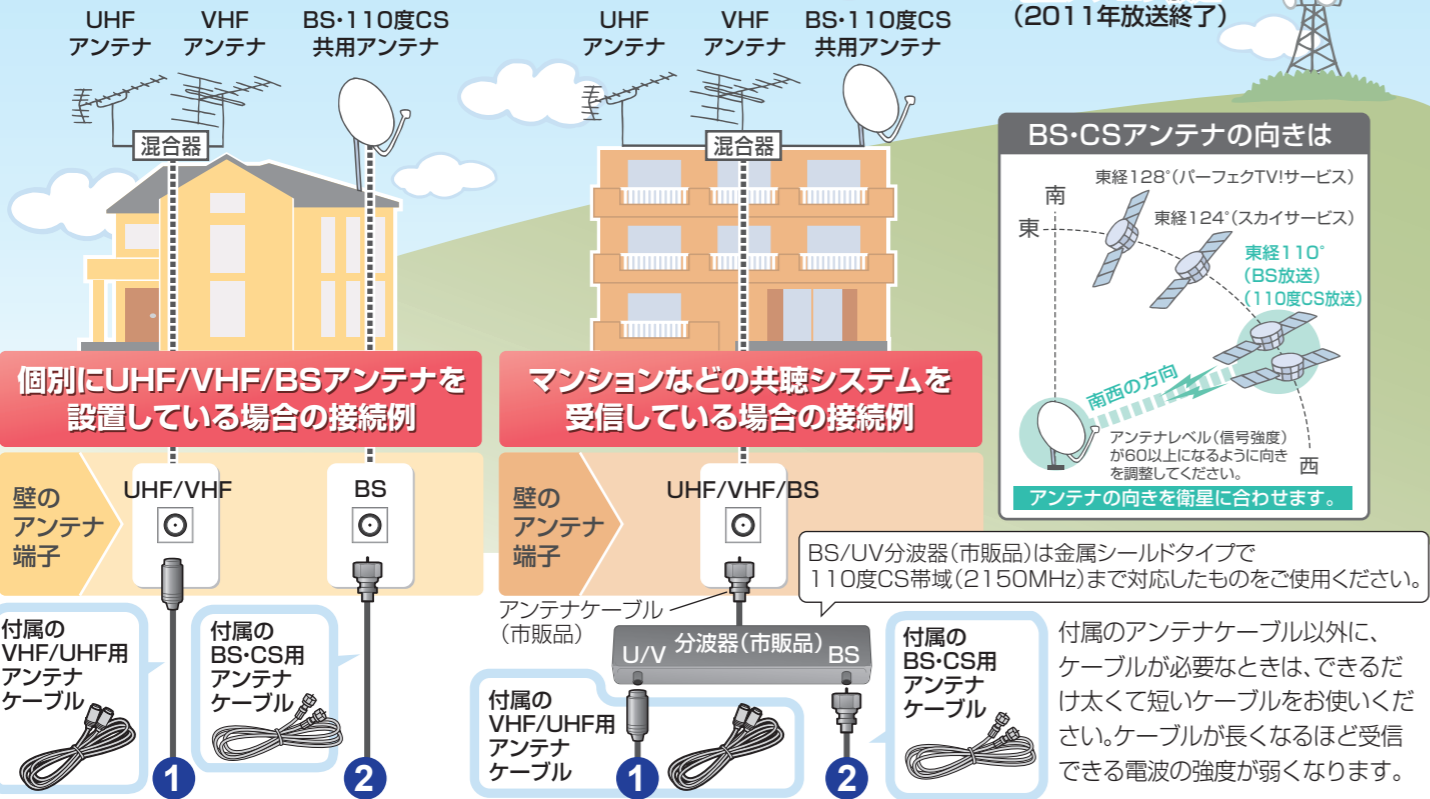 UHF
アンテナ
VHF
アンテナ
BS・110度CS
共用アンテナ
混合器
個別にUHF/VHF/BSアンテナを
設置している場合の接続例
壁の
アンテナ
端子
UHF/VHF
BS
付属の
VHF/UHF用
アンテナ
ケーブル
1
付属の
BS・CS用
アンテナ
ケーブル
2
UHF
アンテナ
VHF
アンテナ
BS・110度CS
共用アンテナ
混合器
マンションなどの共聴システムを
受信している場合の接続例
壁の
アンテナ
端子
UHF/VHF/BS
アンテナケーブル
(市販品)
U/V
分波器(市販品)
BS
付属の
VHF/UHF用
アンテナ
ケーブル
1
2
付属の
BS・CS用
アンテナ
ケーブル
(2011年放送終了)
BS・CSアンテナの向きは
東経128°(パーフェクTV!サービス)
南
東
東経124°(スカイサービス)
東経110°
(BS放送)
(110度CS放送)
南西の方向
アンテナレベル(信号強度)
が60以上になるように向き
を調整してください。
西
アンテナの向きを衛星に合わせます。
BS/UV分波器(市販品)は金属シールドタイプで
110度CS帯域(2150MHz)まで対応したものをご使用ください。
付属のアンテナケーブル以外に、
ケーブルが必要なときは、できるだ
け太くて短いケーブルをお使いくだ
さい。ケーブルが長くなるほど受信
できる電波の強度が弱くなります。